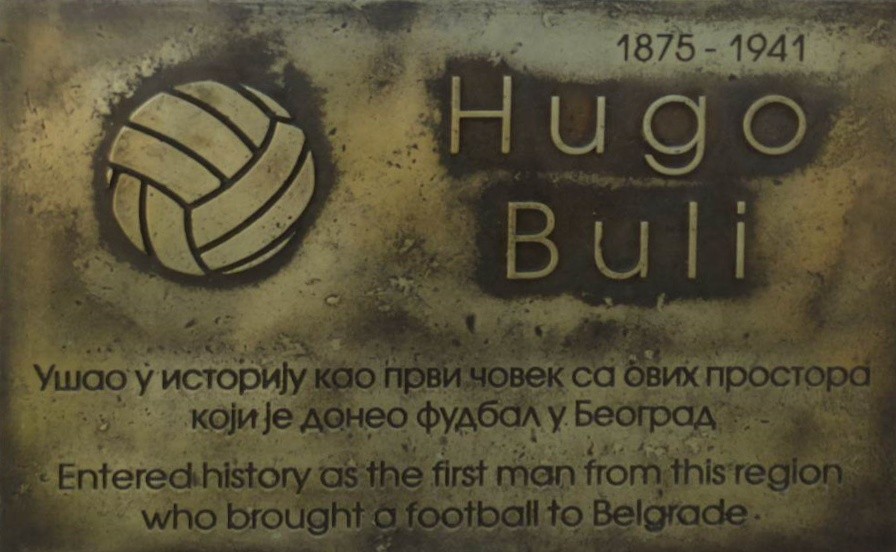 1875 - 1941
Hugo
Buli
Ушао у историју као први човек са ових простора
који је донео фудбал у Београд
Entered history as the first man from this region
who brought a football to Belgrade.